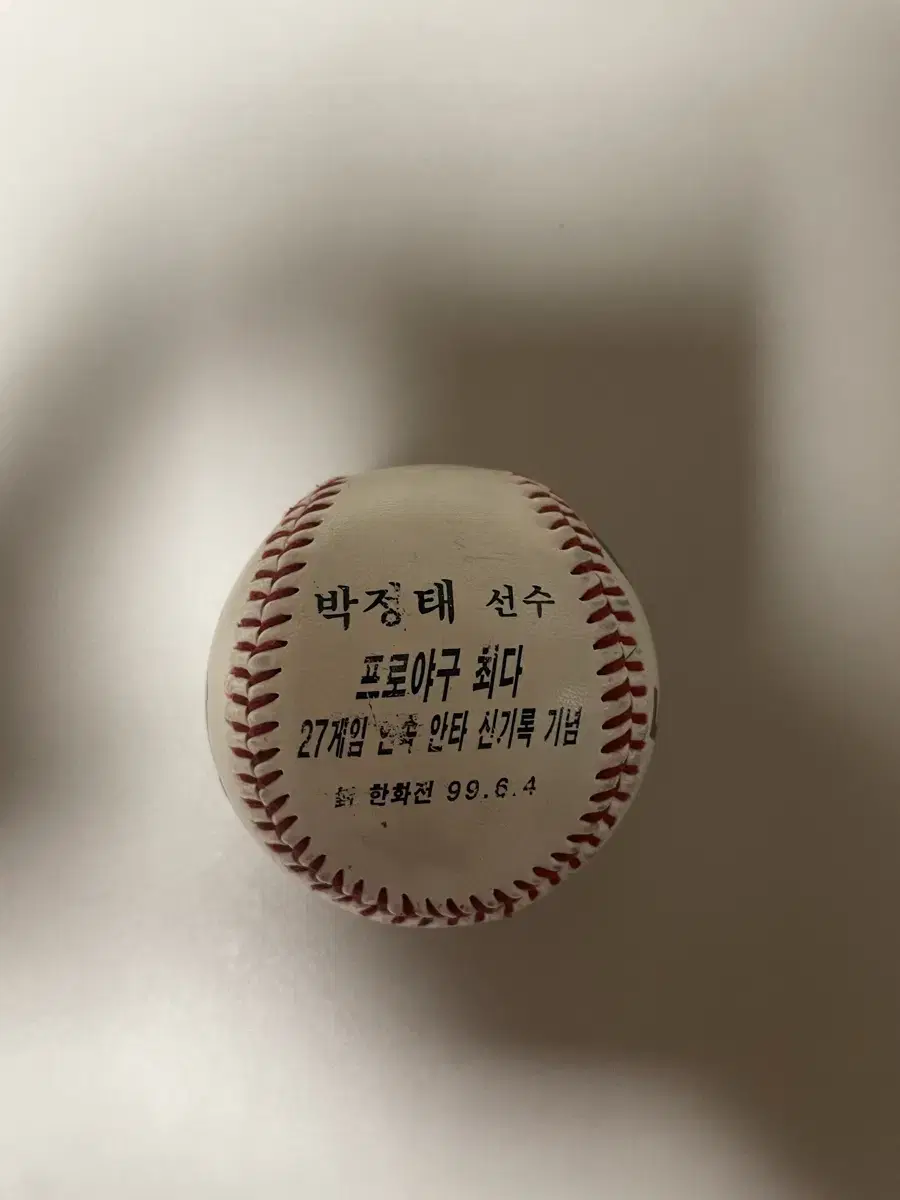 박정태 선수
프로야구 최다
27게임 연속 안타 신기록 기념
한화전 99.6.4